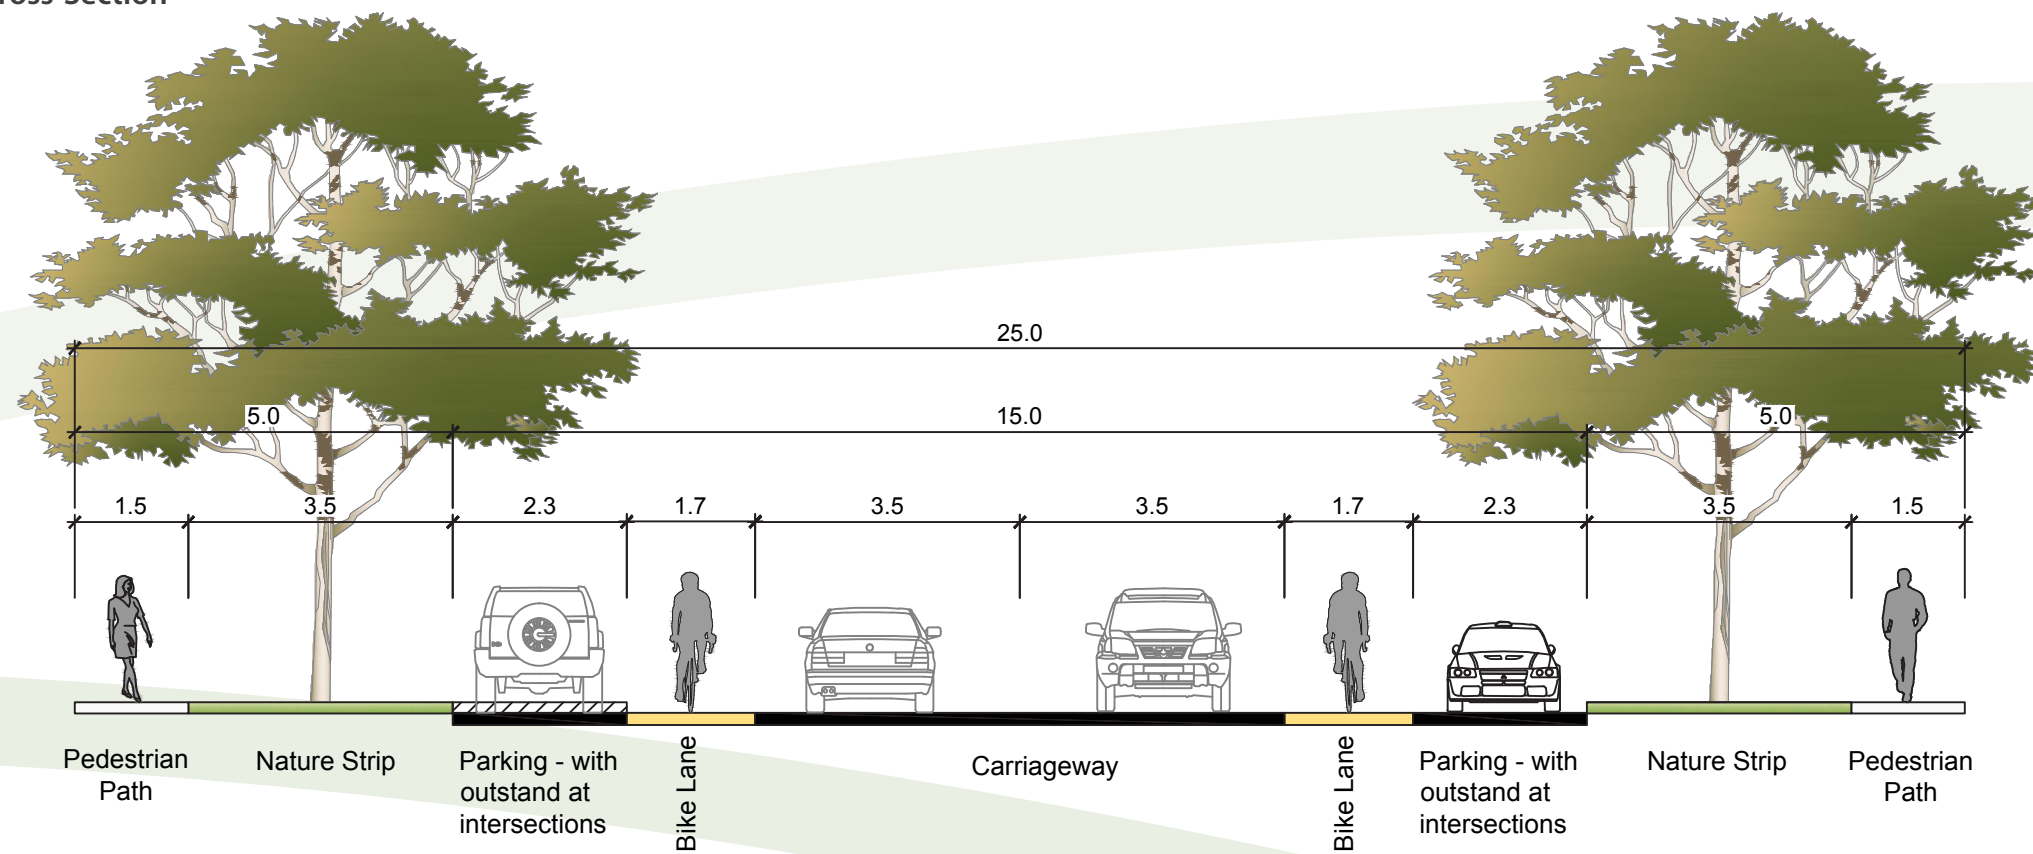 ross-Section
25.0
5.0 15.0 5.0
1.5 3.5 2.3 1.7 3.5 3.5 1.7 2.3 3.5 1.5
Pedestrian
Path
Nature Strip
Parking - with
outstand at
intersections
Bike Lane
Carriageway
Bike Lane
Parking - with
outstand at
intersections
Nature Strip
Pedestrian
Path